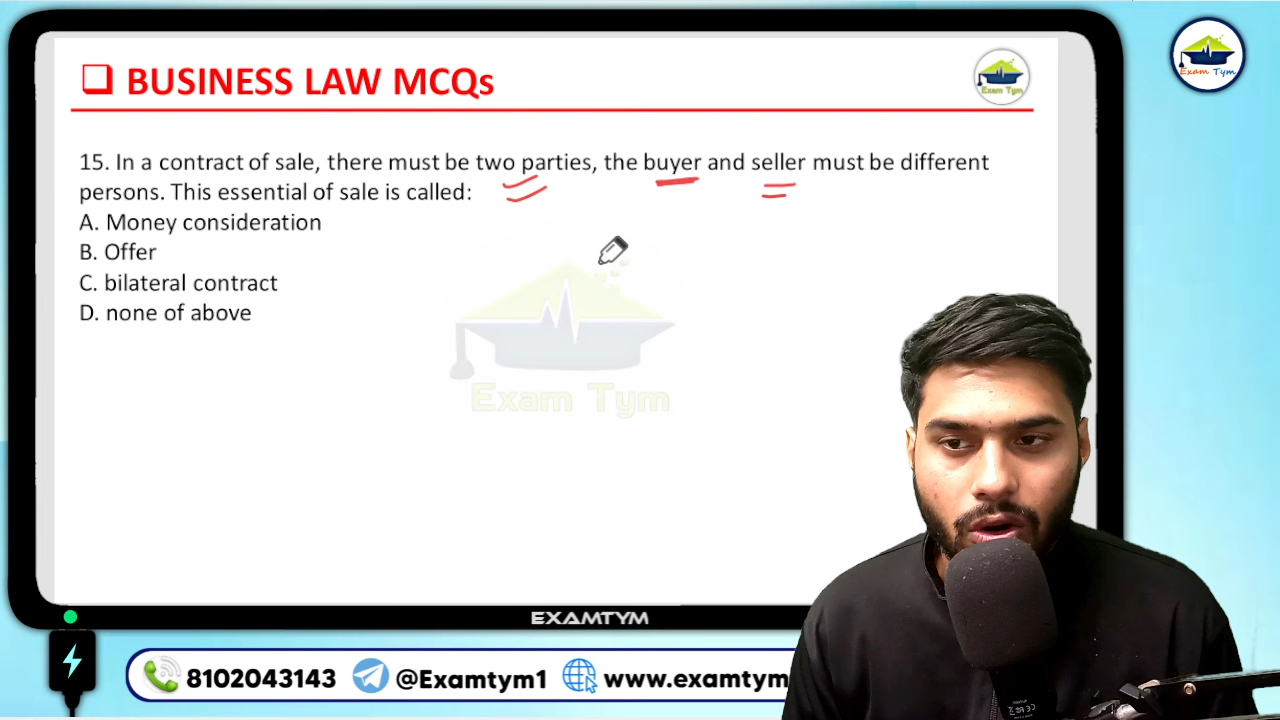 BUSINESS LAW MCQs
Exam Tym
Exam Tym
15. In a contract of sale, there must be two parties, the buyer and seller must be different
persons. This essential of sale is called:
A. Money consideration
B. Offer
C. bilateral contract
D. none of above
Exam Tym
EXAMTYM
8102043143 @Examtym1 www.examtym